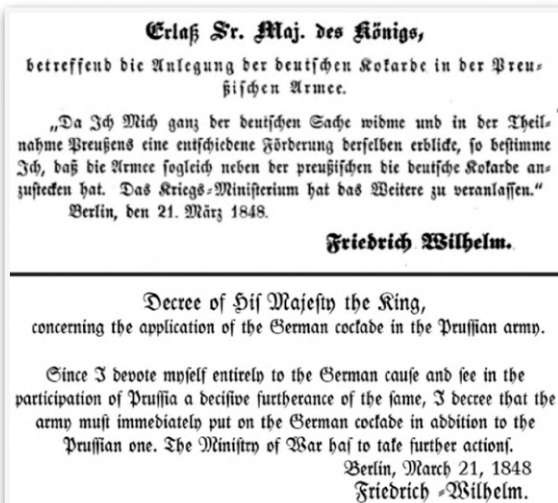 Erlaß Sr. Maj. des Königs,
betreffend die Anlegung der deutschen Kokarde in der Preu-
ßischen Armee.
„Da Ich Mich ganz der deutschen Sache widme und in der Theil-
nahme Preußens eine entschiedene Förderung derselben erblicke, so bestimme
Ich, daß die Armee sogleich neben der preußischen die deutsche Kokarde an-
zustecken hat. Das Kriegs-Ministerium hat das Weitere zu veranlassen.“
Berlin, den 21. März 1848.
Friedrich Wilhelm.
Decree of His Majesty the King,
concerning the application of the German cockade in the Prussian army.
Since I devote myself entirely to the German cause and see in the
participation of Prussia a decisive furtherance of the same, I decree that the
army must immediately put on the German cockade in addition to the
Prussian one. The Ministry of War has to take further actions.
Berlin, March 21, 1848
Friedrich -Wilhelm.